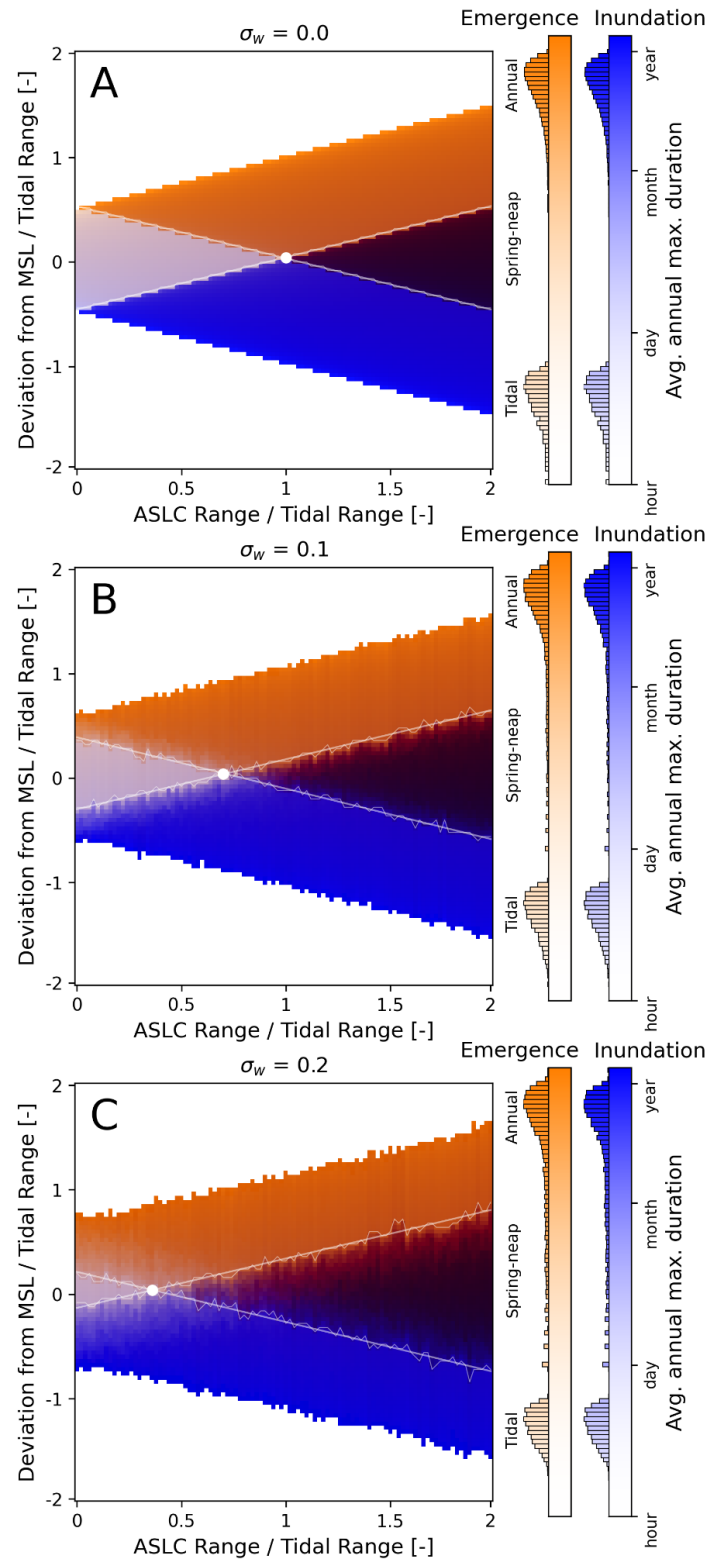 Emergence Inundation
σw = 0.0
A
Deviation from MSL / Tidal Range [-]
2
1
0
-1
-2
0 0.5 1 1.5 2
ASLC Range / Tidal Range [-]
Annual
Spring-neap
Tidal
year
month
day
hour
Avg. annual max. duration
Emergence Inundation
σw = 0.1
B
Deviation from MSL / Tidal Range [-]
2
1
0
-1
-2
0 0.5 1 1.5 2
ASLC Range / Tidal Range [-]
Annual
Spring-neap
Tidal
year
month
day
hour
Avg. annual max. duration
Emergence Inundation
σw = 0.2
C
Deviation from MSL / Tidal Range [-]
2
1
0
-1
-2
0 0.5 1 1.5 2
ASLC Range / Tidal Range [-]
Annual
Spring-neap
Tidal
year
month
day
hour
Avg. annual max. duration